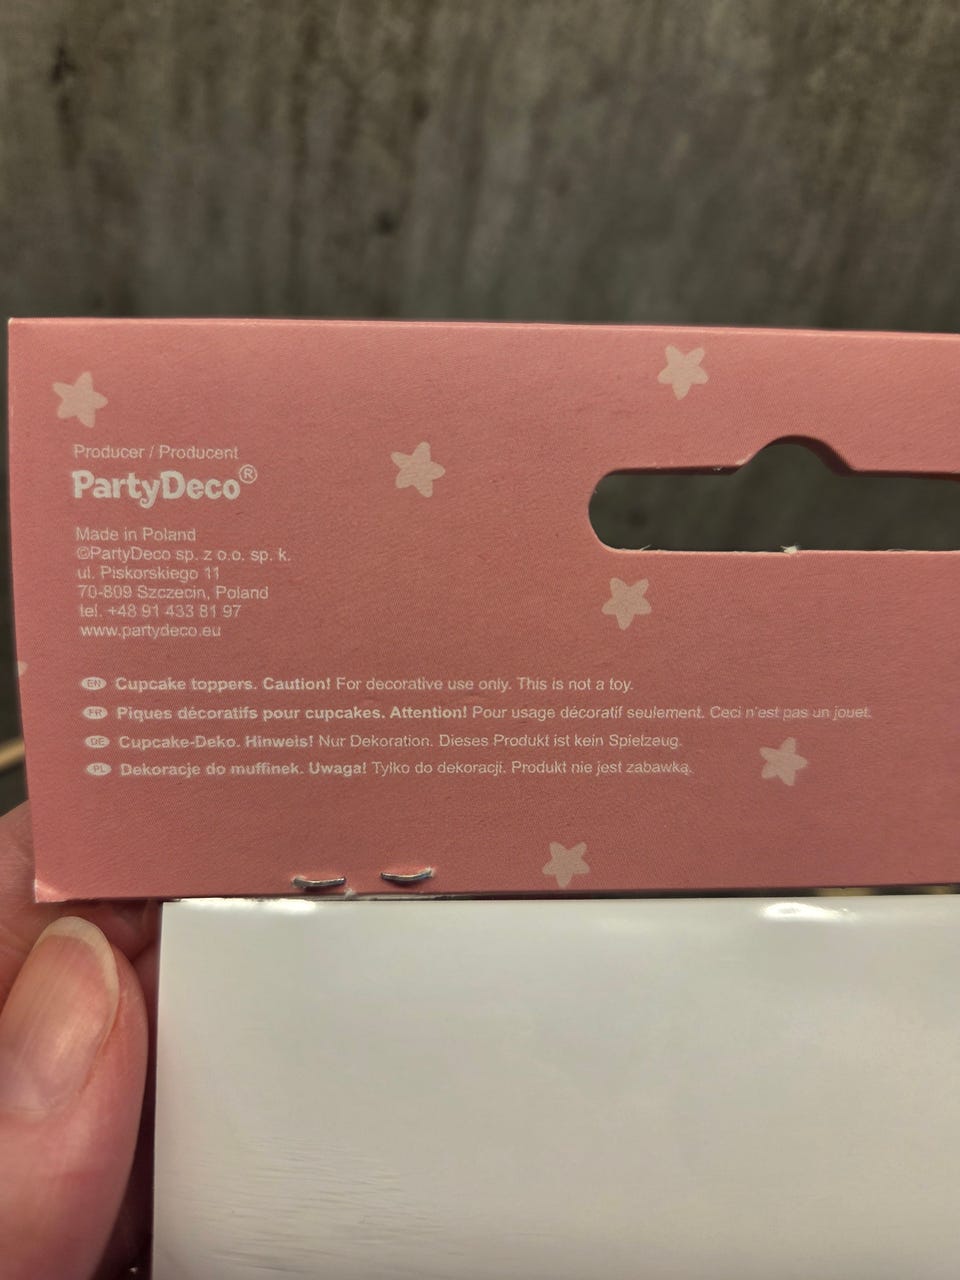 Producer / Producent
PartyDeco®
Made in Poland
©PartyDeco sp. z o.o. sp. k.
ul. Piskorskiego 11
70-809 Szczecin, Poland
tel. +48 91 433 81 97
www.partydeco.eu
EN Cupcake toppers. Caution! For decorative use only. This is not a toy.
FR Piques décoratifs pour cupcakes. Attention! Pour usage décoratif seulement. Ceci n'est pas un jouet.
DE Cupcake-Deko. Hinweis! Nur Dekoration. Dieses Produkt ist kein Spielzeug.
PL Dekoracje do muffinek. Uwaga! Tylko do dekoracji. Produkt nie jest zabawką.